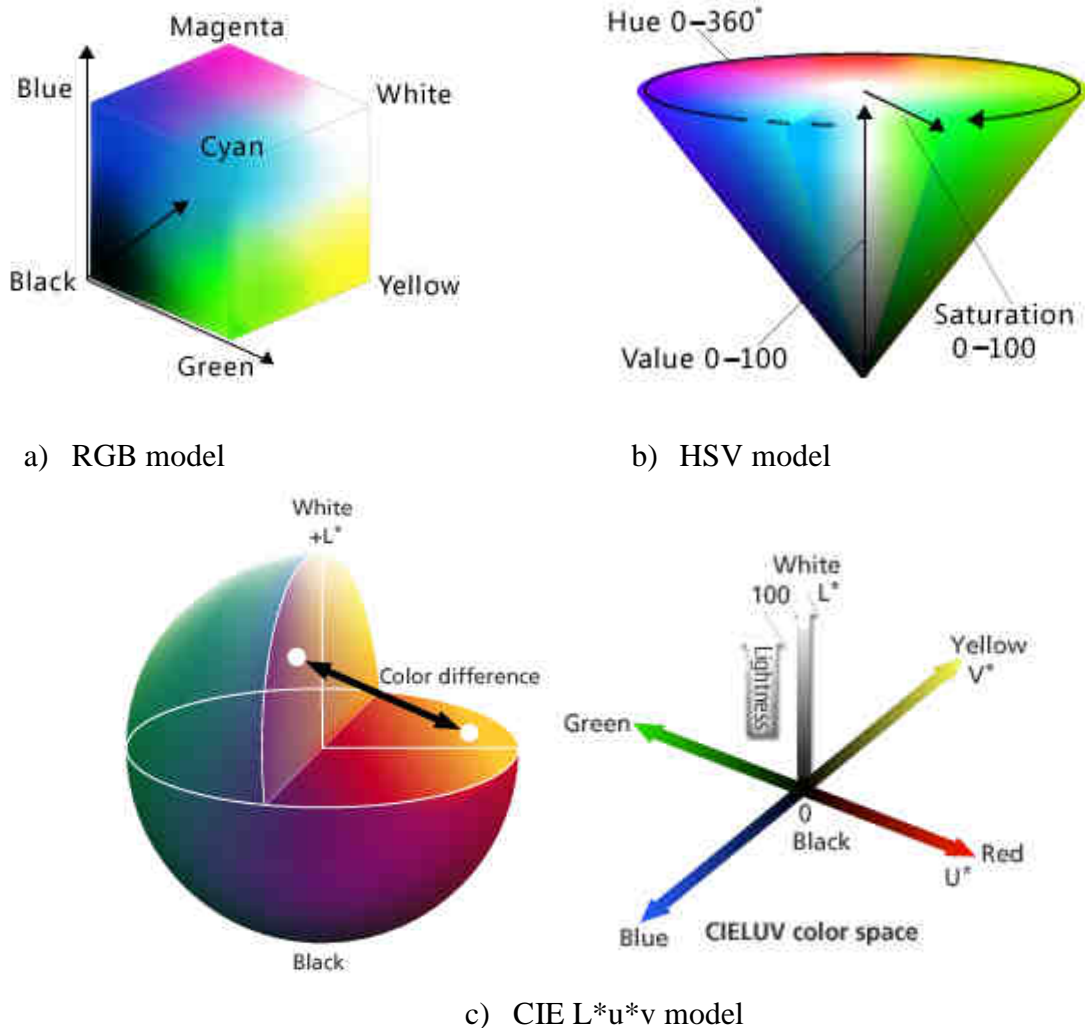 Magenta
Blue
White
Cyan
Black
Yellow
Green
a) RGB model
Hue 0–360°
Saturation
0–100
Value 0–100
b) HSV model
White
+L*
Color difference
Black
White
100 L*
Lightness
Yellow
V*
Green
0
Black
Red
U*
Blue
CIELUV color space
c) CIE L*u*v model